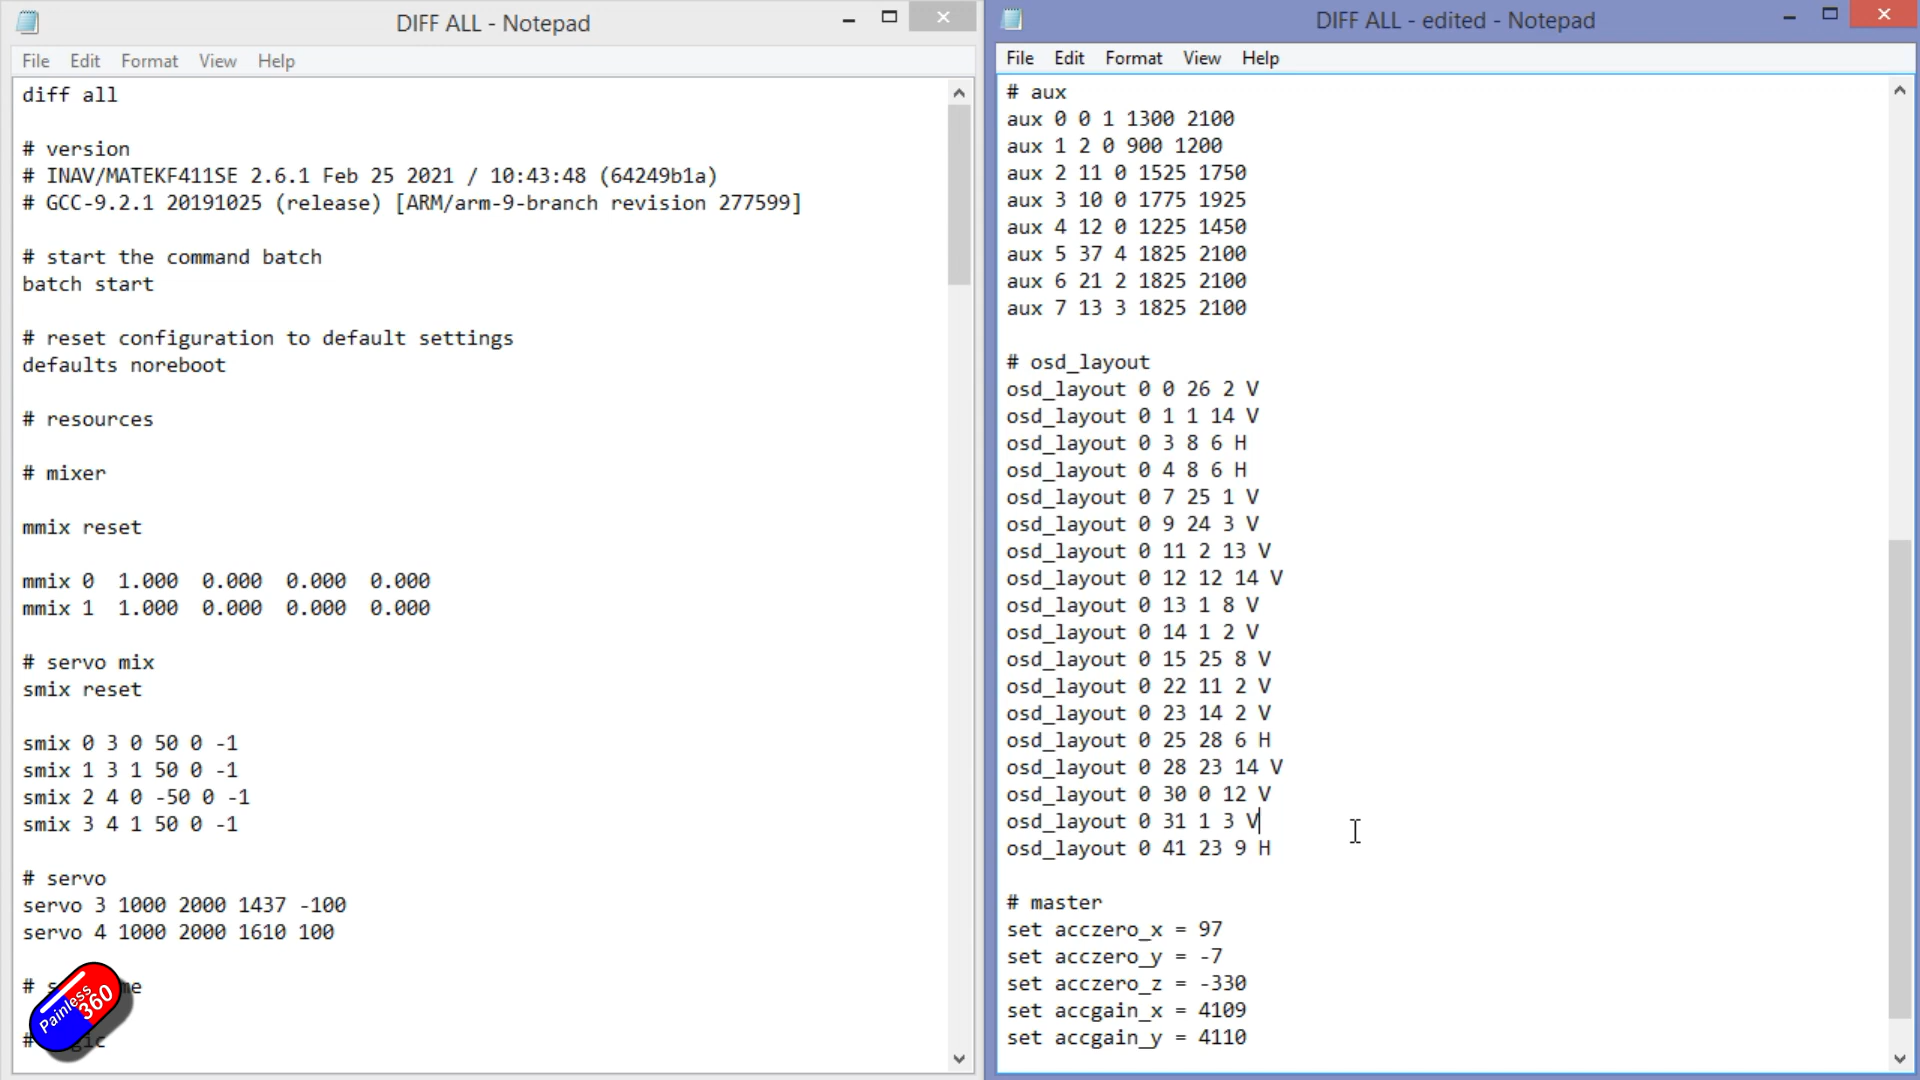 DIFF ALL - Notepad
File Edit Format View Help
diff all
# version
# INAV/MATEKF411SE 2.6.1 Feb 25 2021 / 10:43:48 (64249b1a)
# GCC-9.2.1 20191025 (release) [ARM/arm-9-branch revision 277599]
# start the command batch
batch start
# reset configuration to default settings
defaults noreboot
# resources
# mixer
mmix reset
mmix 0  1.000  0.000  0.000  0.000
mmix 1  1.000  0.000  0.000  0.000
# servo mix
smix reset
smix 0 3 0 50 0 -1
smix 1 3 1 50 0 -1
smix 2 4 0 -50 0 -1
smix 3 4 1 50 0 -1
# servo
servo 3 1000 2000 1437 -100
servo 4 1000 2000 1610 100
#
#
Painless
360
DIFF ALL - edited - Notepad
File Edit Format View Help
# aux
aux 0 0 1 1300 2100
aux 1 2 0 900 1200
aux 2 11 0 1525 1750
aux 3 10 0 1775 1925
aux 4 12 0 1225 1450
aux 5 37 4 1825 2100
aux 6 21 2 1825 2100
aux 7 13 3 1825 2100
# osd_layout
osd_layout 0 0 26 2 V
osd_layout 0 1 1 14 V
osd_layout 0 3 8 6 H
osd_layout 0 4 8 6 H
osd_layout 0 7 25 1 V
osd_layout 0 9 24 3 V
osd_layout 0 11 2 13 V
osd_layout 0 12 12 14 V
osd_layout 0 13 1 8 V
osd_layout 0 14 1 2 V
osd_layout 0 15 25 8 V
osd_layout 0 22 11 2 V
osd_layout 0 23 14 2 V
osd_layout 0 25 28 6 H
osd_layout 0 28 23 14 V
osd_layout 0 30 0 12 V
osd_layout 0 31 1 3 V
osd_layout 0 41 23 9 H
# master
set acczero_x = 97
set acczero_y = -7
set acczero_z = -330
set accgain_x = 4109
set accgain_y = 4110